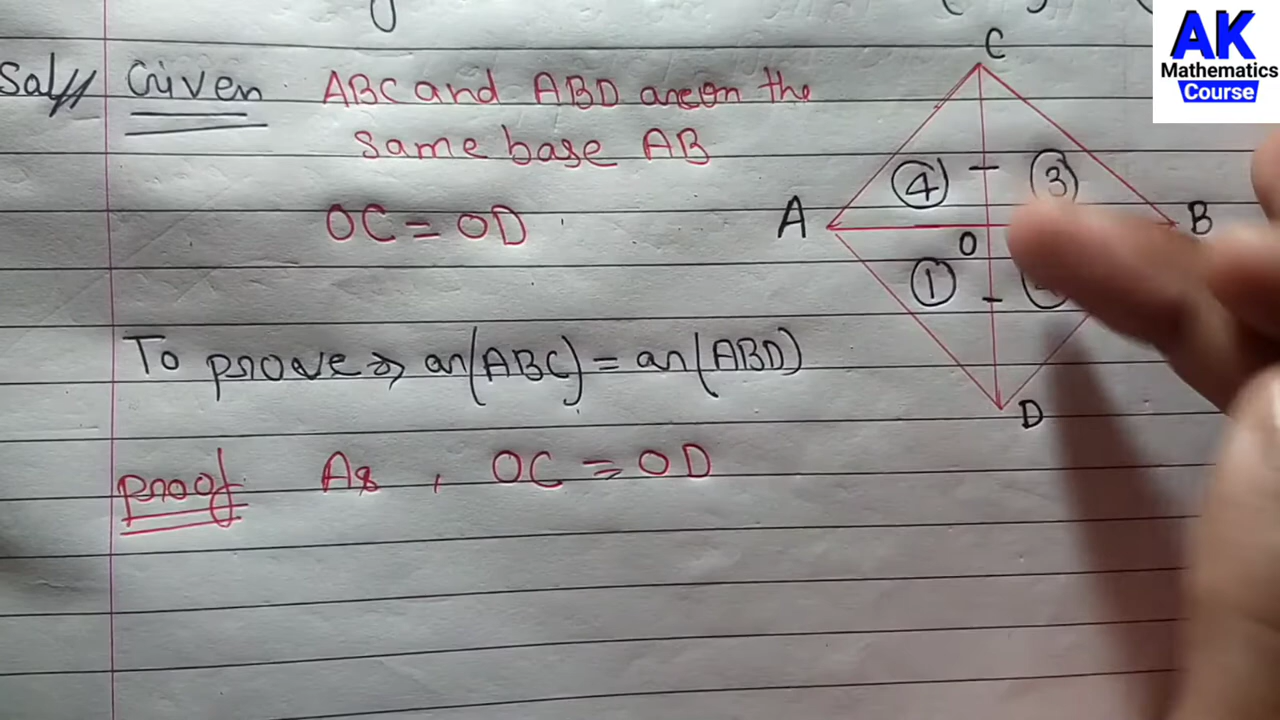 C
AK
Mathematics
Course
Sol Given ABC and ABD are on the
same base AB
④ ③
A B
OC = OD
O
①
To prove ⇒ ar(ABC) = ar(ABD)
D
Proof As , OC = OD